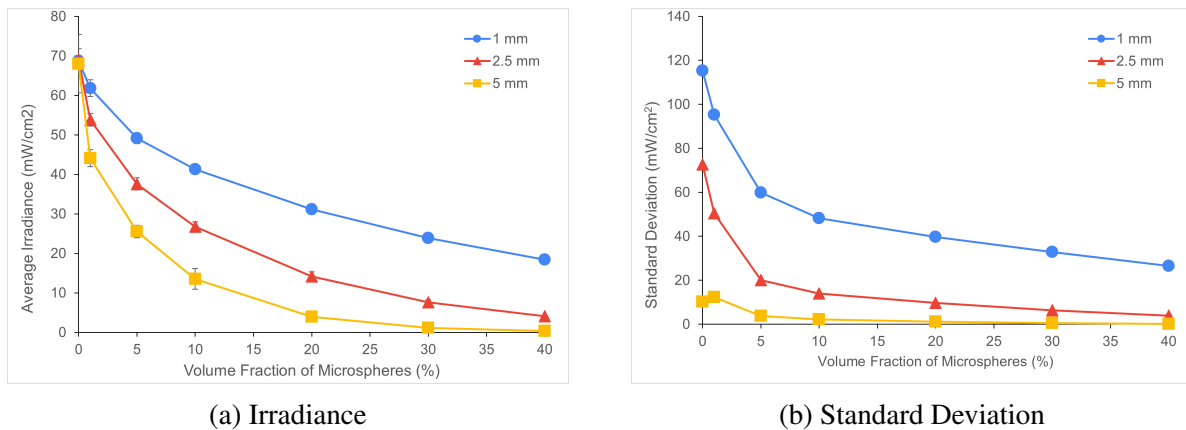 80
70
60
50
40
30
20
10
0
Average Irradiance (mW/cm2)
0 5 10 15 20 25 30 35 40
Volume Fraction of Microspheres (%)
1 mm
2.5 mm
5 mm
(a) Irradiance
140
120
100
80
60
40
20
0
Standard Deviation (mW/cm²)
0 5 10 15 20 25 30 35 40
Volume Fraction of Microspheres (%)
1 mm
2.5 mm
5 mm
(b) Standard Deviation